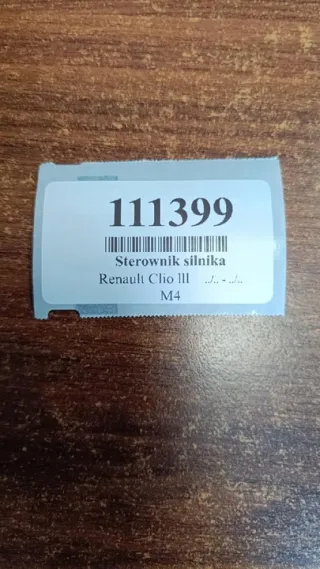 111399
Sterownik silnika
Renault Clio III ../.. - ../..
M4